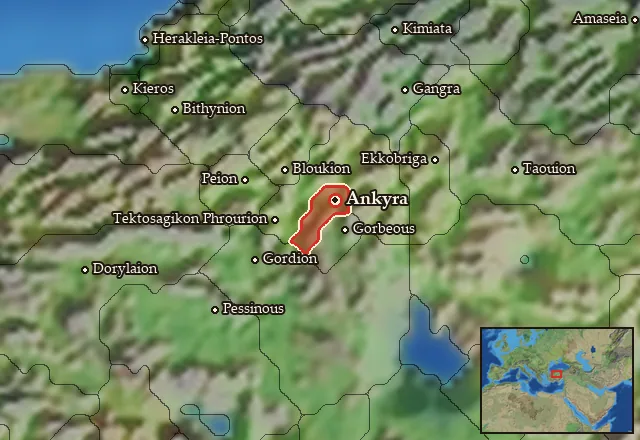 Amaseia
Kimiata
Herakleia-Pontos
Kieros
Gangra
Bithynion
Ekkobriga
Bloukion
Taouion
Peion
Ankyra
Tektosagikon Phrourion
Gorbeous
Gordion
Dorylaion
Pessinous